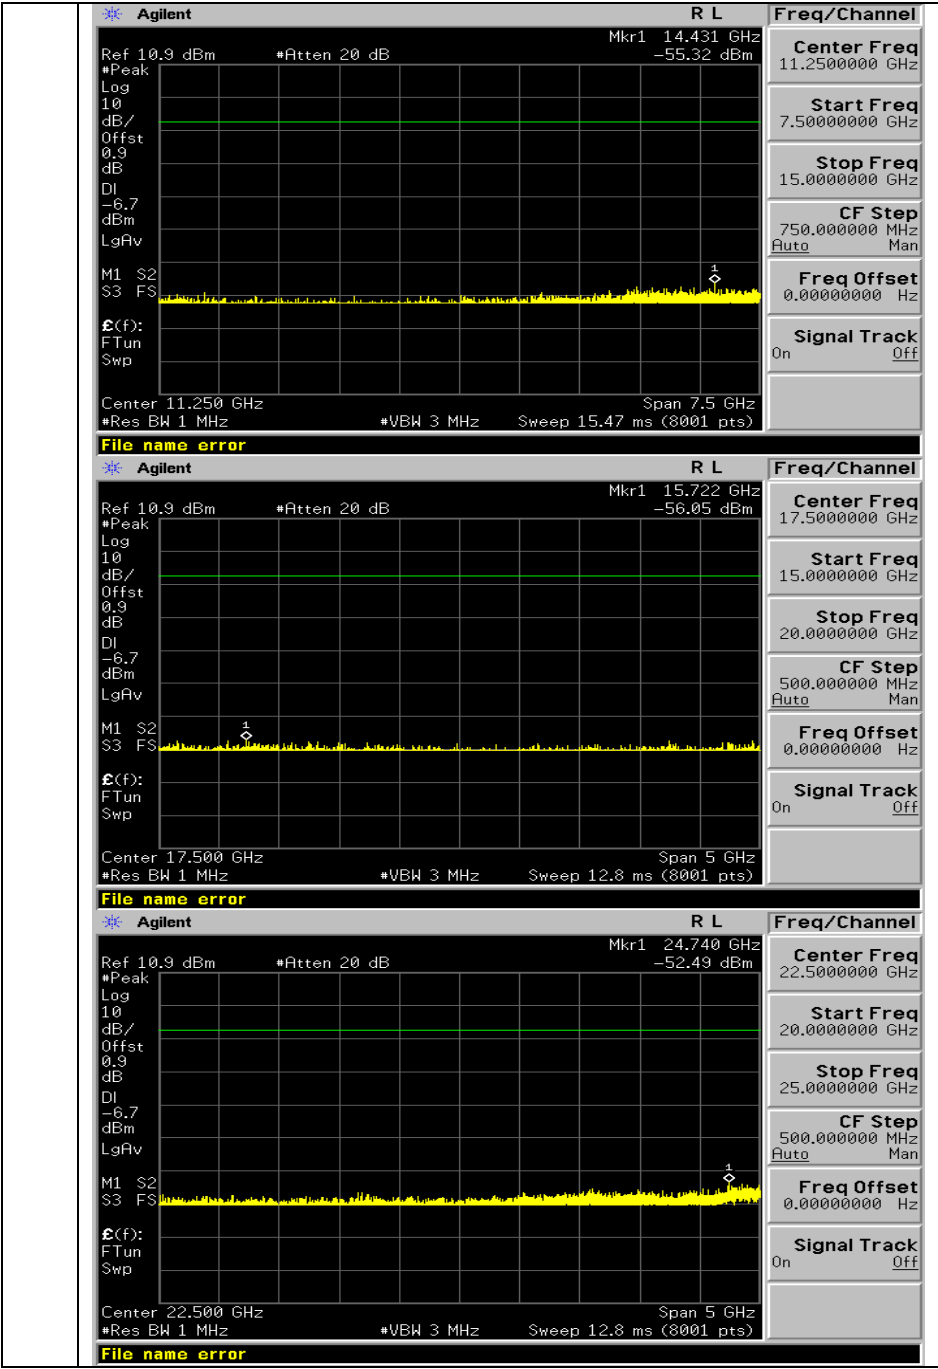 Agilent R L Freq/Channel
Mkr1 14.431 GHz
Ref 10.9 dBm #Atten 20 dB -55.32 dBm
#Peak
Log
10
dB/
Offst
0.9
dB
DI
-6.7
dBm
LgAv
M1 S2
S3 FS
£(f):
FTun
Swp
1
Center 11.250 GHz Span 7.5 GHz
#Res BW 1 MHz #VBW 3 MHz Sweep 15.47 ms (8001 pts)
File name error
Center Freq
11.2500000 GHz
Start Freq
7.50000000 GHz
Stop Freq
15.0000000 GHz
CF Step
750.000000 MHz
Auto Man
Freq Offset
0.00000000 Hz
Signal Track
On Off
Agilent R L Freq/Channel
Mkr1 15.722 GHz
Ref 10.9 dBm #Atten 20 dB -56.05 dBm
#Peak
Log
10
dB/
Offst
0.9
dB
DI
-6.7
dBm
LgAv
M1 S2
S3 FS
£(f):
FTun
Swp
1
Center 17.500 GHz Span 5 GHz
#Res BW 1 MHz #VBW 3 MHz Sweep 12.8 ms (8001 pts)
File name error
Center Freq
17.5000000 GHz
Start Freq
15.0000000 GHz
Stop Freq
20.0000000 GHz
CF Step
500.000000 MHz
Auto Man
Freq Offset
0.00000000 Hz
Signal Track
On Off
Agilent R L Freq/Channel
Mkr1 24.740 GHz
Ref 10.9 dBm #Atten 20 dB -52.49 dBm
#Peak
Log
10
dB/
Offst
0.9
dB
DI
-6.7
dBm
LgAv
M1 S2
S3 FS
£(f):
FTun
Swp
1
Center 22.500 GHz Span 5 GHz
#Res BW 1 MHz #VBW 3 MHz Sweep 12.8 ms (8001 pts)
File name error
Center Freq
22.5000000 GHz
Start Freq
20.0000000 GHz
Stop Freq
25.0000000 GHz
CF Step
500.000000 MHz
Auto Man
Freq Offset
0.00000000 Hz
Signal Track
On Off